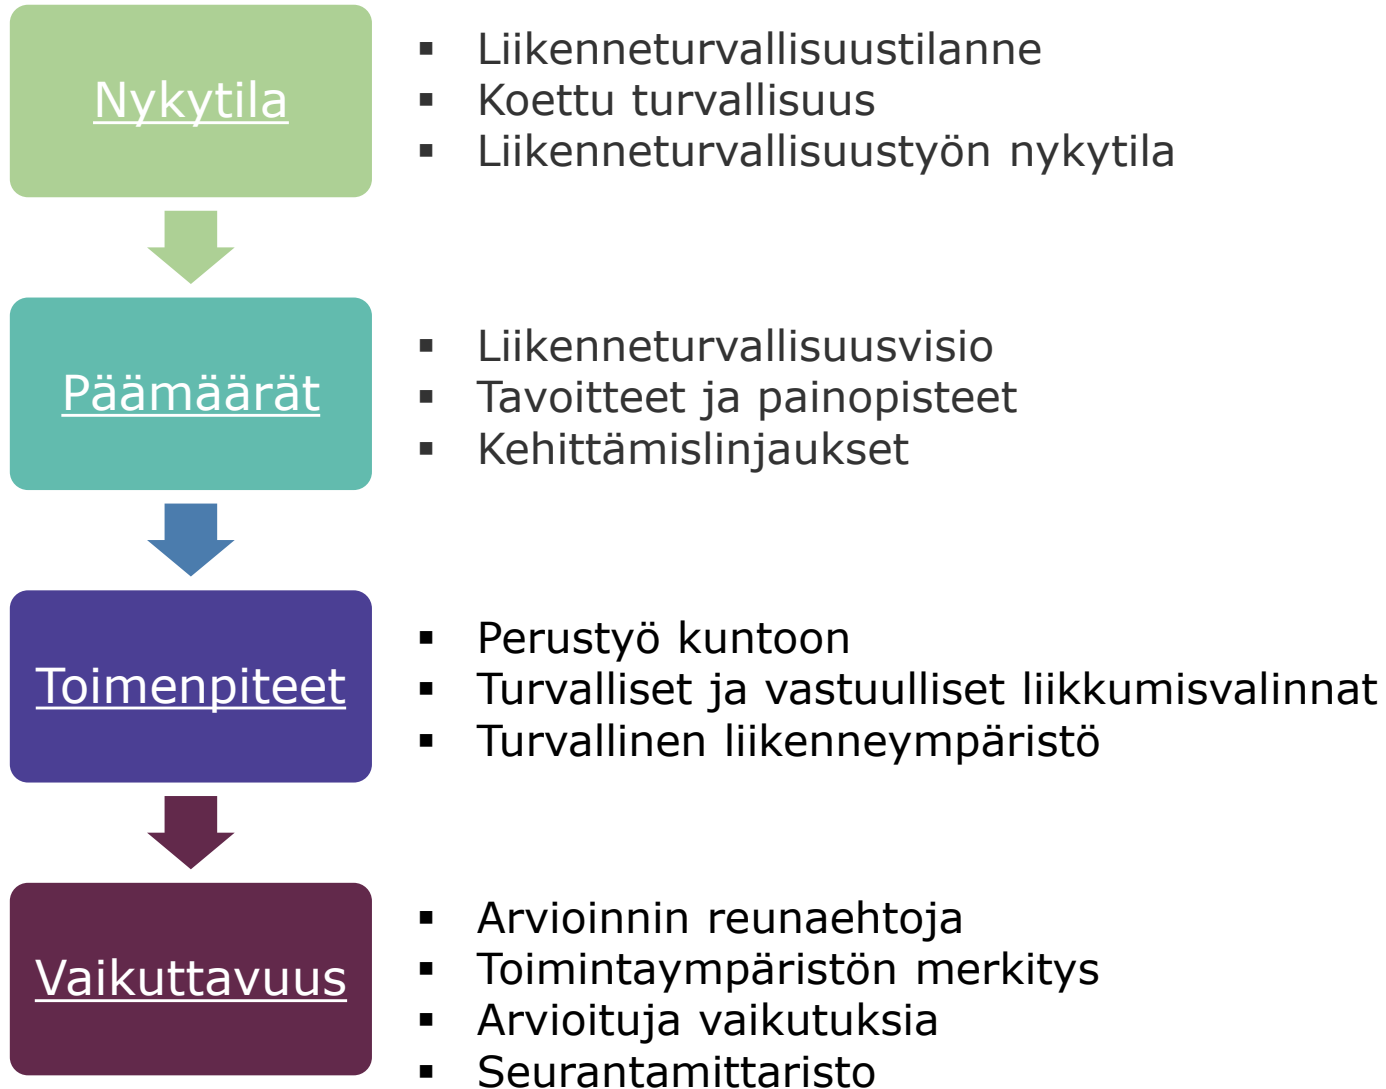 Nykytila
▪ Liikenneturvallisuustilanne
▪ Koettu turvallisuus
▪ Liikenneturvallisuustyön nykytila
Päämäärät
▪ Liikenneturvallisuusvisio
▪ Tavoitteet ja painopisteet
▪ Kehittämislinjaukset
Toimenpiteet
▪ Perustyö kuntoon
▪ Turvalliset ja vastuulliset liikkumisvalinnat
▪ Turvallinen liikenneympäristö
Vaikuttavuus
▪ Arvioinnin reunaehtoja
▪ Toimintaympäristön merkitys
▪ Arvioituja vaikutuksia
▪ Seurantamittaristo